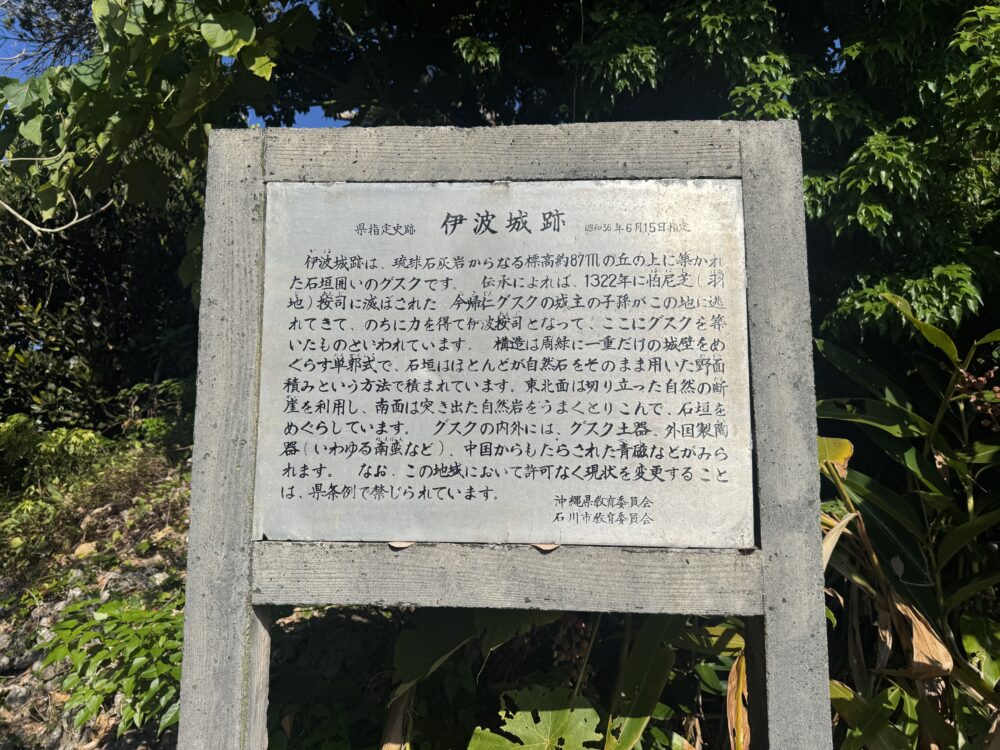 県指定史跡 伊波城跡 昭和36年6月15日指定
伊波城跡は、琉球石灰岩からなる標高約87mの丘の上に築かれ
た石垣囲いのグスクです。 伝承によれば、1322年に怕尼芝(羽
地)按司に滅ぼされた 今帰仁グスクの城主の子孫がこの地に逃
れてきて、のちに力を得て伊波按司となって、ここにグスクを築
いたものといわれています。 構造は周縁に一重だけの城壁をめ
ぐらす単郭式で、石垣はほとんどが自然石をそのまま用いた野面
積みという方法で積まれています。東北面は切り立った自然の断
崖を利用し、南面は突き出た自然岩をうまくとりこんで、石垣を
めぐらしています。 グスクの内外には、グスク土器、外国製陶
器(いわゆる南蛮など)、中国からもたらされた青磁などがみら
れます。 なお、この地域において許可なく現状を変更すること
は、県条例で禁じられています。
沖縄県教育委員会
石川市教育委員会